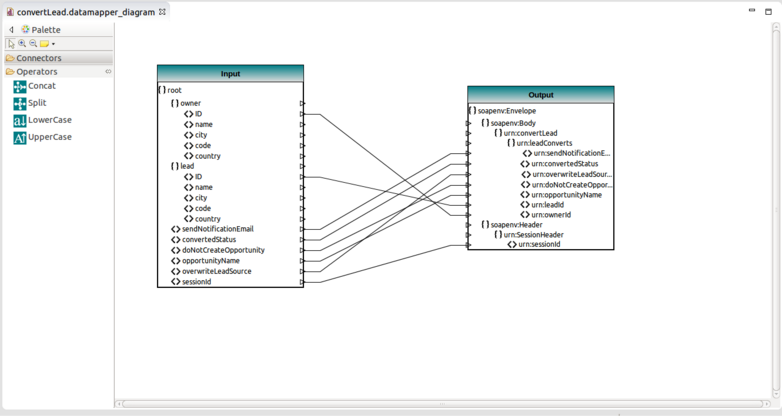 convertLead.datamapper_diagram
Palette
Connectors
Operators
Concat
Split
LowerCase
UpperCase
Input
root
owner
ID
name
city
code
country
lead
ID
name
city
code
country
sendNotificationEmail
convertedStatus
doNotCreateOpportunity
opportunityName
overwriteLeadSource
sessionId
Output
soapenv:Envelope
soapenv:Body
urn:convertLead
urn:leadConverts
urn:sendNotificationE...
urn:convertedStatus
urn:overwriteLeadSour...
urn:doNotCreateOppor...
urn:opportunityName
urn:leadId
urn:ownerId
soapenv:Header
urn:SessionHeader
urn:sessionId